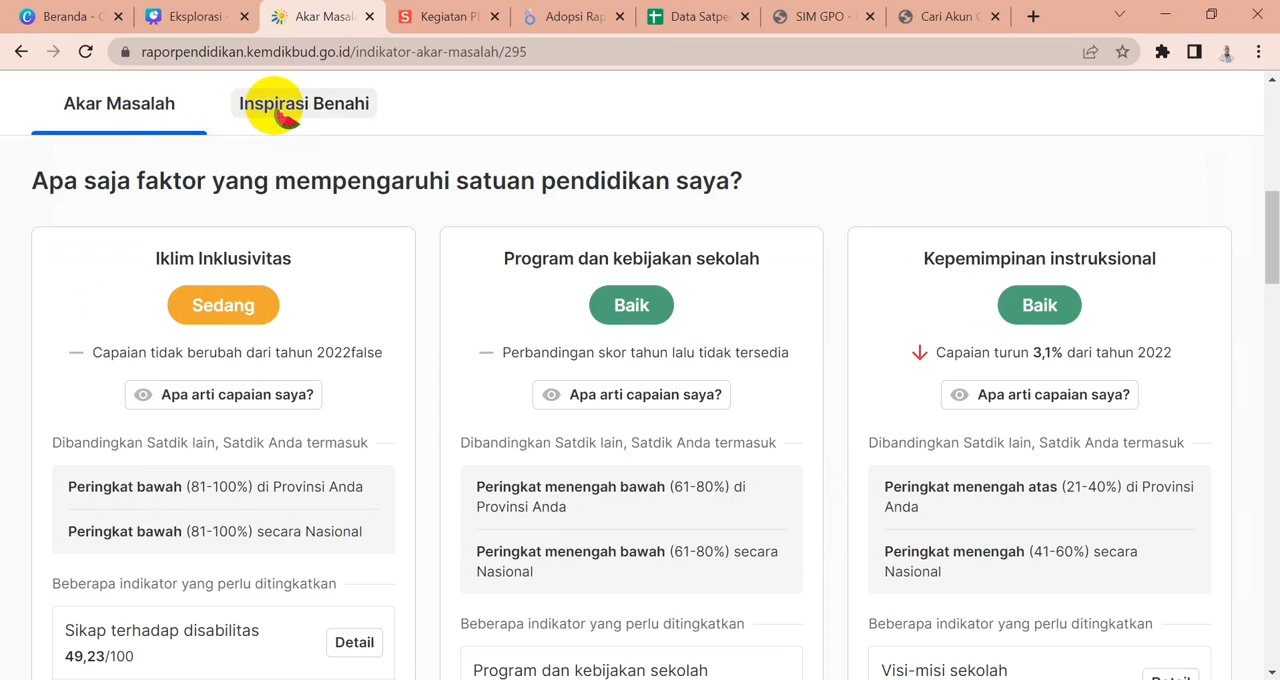 Beranda - C
Eksplorasi -
Akar Masal
Kegiatan Pl
Adopsi Rap
Data Satpe
SIM GPO -
Cari Akun
raporpendidikan.kemdikbud.go.id/indikator-akar-masalah/295
Akar Masalah
Inspirasi Benahi
Apa saja faktor yang mempengaruhi satuan pendidikan saya?
Iklim Inklusivitas
Sedang
Capaian tidak berubah dari tahun 2022false
Apa arti capaian saya?
Dibandingkan Satdik lain, Satdik Anda termasuk
Peringkat bawah (81-100%) di Provinsi Anda
Peringkat bawah (81-100%) secara Nasional
Beberapa indikator yang perlu ditingkatkan
Sikap terhadap disabilitas
49,23/100
Detail
Program dan kebijakan sekolah
Baik
Perbandingan skor tahun lalu tidak tersedia
Apa arti capaian saya?
Dibandingkan Satdik lain, Satdik Anda termasuk
Peringkat menengah bawah (61-80%) di
Provinsi Anda
Peringkat menengah bawah (61-80%) secara
Nasional
Beberapa indikator yang perlu ditingkatkan
Program dan kebijakan sekolah
Kepemimpinan instruksional
Baik
Capaian turun 3,1% dari tahun 2022
Apa arti capaian saya?
Dibandingkan Satdik lain, Satdik Anda termasuk
Peringkat menengah atas (21-40%) di Provinsi
Anda
Peringkat menengah (41-60%) secara
Nasional
Beberapa indikator yang perlu ditingkatkan
Visi-misi sekolah
Detail